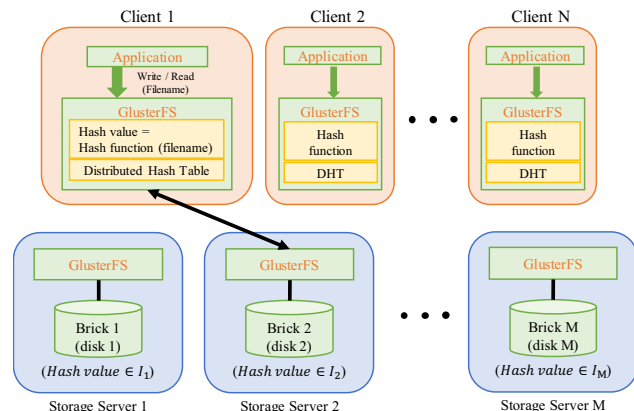 Client 1
Client 2
Client N
Application
Application
Application
Write / Read
(Filename)
GlusterFS
GlusterFS
GlusterFS
Hash value =
Hash function (filename)
Hash
function
Hash
function
Distributed Hash Table
DHT
DHT
GlusterFS
GlusterFS
GlusterFS
Brick 1
(disk 1)
Brick 2
(disk 2)
Brick M
(disk M)
(Hash value ∈ I₁)
(Hash value ∈ I₂)
(Hash value ∈ I_M)
Storage Server 1
Storage Server 2
Storage Server M